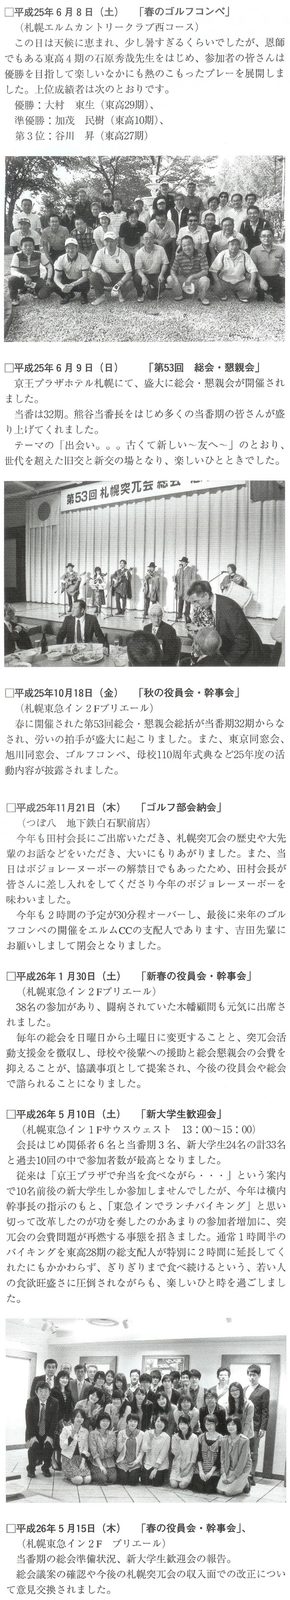 □平成25年6月8日（土）　「春のゴルフコンペ」
（札幌エルムカントリークラブ西コース）
この日は天候に恵まれ、少し暑すぎるくらいでしたが、恩師
でもある東高4期の石原秀哉先生をはじめ、参加者の皆さんは
優勝を目指して楽しいなかにも熱のこもったプレーを展開しま
した。上位成績者は次のとおりです。
優勝：大村　東生（東高29期）、
準優勝：加茂　民樹（東高10期）、
第3位：谷川　昇（東高27期）
□平成25年6月9日（日）　「第53回　総会・懇親会」
京王プラザホテル札幌にて、盛大に総会・懇親会が開催され
ました。
当番は32期。熊谷当番長をはじめ多くの当番期の皆さんが盛
り上げてくれました。
テーマの「出会い。。。古くて新しい～友へ～」のとおり、
世代を超えた旧交と新交の場となり、楽しいひとときでした。
第53回 札幌突兀会 総会
□平成25年10月18日（金）　「秋の役員会・幹事会」
（札幌東急イン2Fブリエール）
春に開催された第53回総会・懇親会総括が当番期32期からな
され、労いの拍手が盛大に起こりました。また、東京同窓会、
旭川同窓会、ゴルフコンペ、母校110周年式典など25年度の活
動内容が披露されました。
□平成25年11月21日（木）　「ゴルフ部会納会」
（つぼ八　地下鉄白石駅前店）
今年も田村会長にご出席いただき、札幌突兀会の歴史や大先
輩のお話などをいただき、大いにもりあがりました。また、当
日はボジョレーヌーボーの解禁日でもあったため、田村会長が
皆さんに差し入れをしてくださり今年のボジョレーヌーボーを
味わいました。
今年も2時間の予定が30分程オーバーし、最後に来年のゴル
フコンペの開催をエルムCCの支配人であります、吉田先輩に
お願いしまして閉会となりました。
□平成26年1月30日（土）　「新春の役員会・幹事会」
（札幌東急イン2Fブリエール）
38名の参加があり、闘病されていた木幡顧問も元気に出席さ
れました。
毎年の総会を日曜日から土曜日に変更することと、突兀会活
動支援金を徴収し、母校や後輩への援助と総会懇親会の会費を
抑えることが、協議事項として提案され、今後の役員会や総会
で諮られることになりました。
□平成26年5月10日（土）　「新大学生歓迎会」
（札幌東急イン1Fサウスウェスト　13：00～15：00）
会長はじめ関係者6名と当番期3名、新大学生24名の計33名
と過去10回の中で参加者数が最高となりました。
従来は「京王プラザで弁当を食べながら・・・」という案内
で10名前後の新大学生しか参加しませんでしたが、今年は横内
幹事長の指示のもと、「東急インでランチバイキング」と思い
切って改革したのが功を奏したのかあまりの参加者増加に、突
兀会の会費問題が再燃する事態を招きました。通常1時間半の
バイキングを東高28期の総支配人が特別に2時間に延長してく
れたにもかかわらず、ぎりぎりまで食べ続けるという、若い人
の食欲旺盛さに圧倒されながらも、楽しいひと時を過ごしまし
た。
□平成26年5月15日（木）　「春の役員会・幹事会」、
（札幌東急イン2F　ブリエール）
当番期の総会準備状況、新大学生歓迎会の報告。
総会議案の確認や今後の札幌突兀会の収入面での改正につい
て意見交換されました。